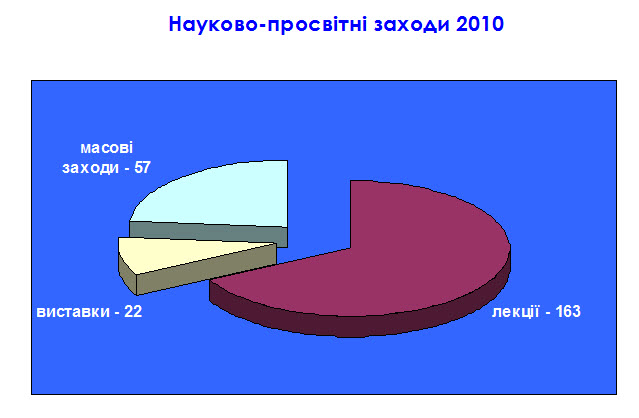 Науково-просвітні заходи 2010
масові
заходи - 57
виставки - 22
лекції - 163